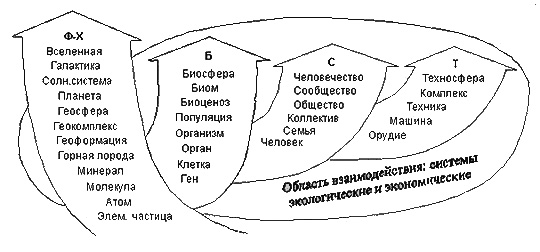 Ф-Х
Вселенная
Галактика
Солн.система
Планета
Геосфера
Геокомплекс
Геоформация
Горная порода
Минерал
Молекула
Атом
Элем. частица
Б
Биосфера
Биом
Биоценоз
Популяция
Организм
Орган
Клетка
Ген
С
Человечество
Сообщество
Общество
Коллектив
Семья
Человек
Т
Техносфера
Комплекс
Техника
Машина
Орудие
Область взаимодействия: системы
экологические и экономические